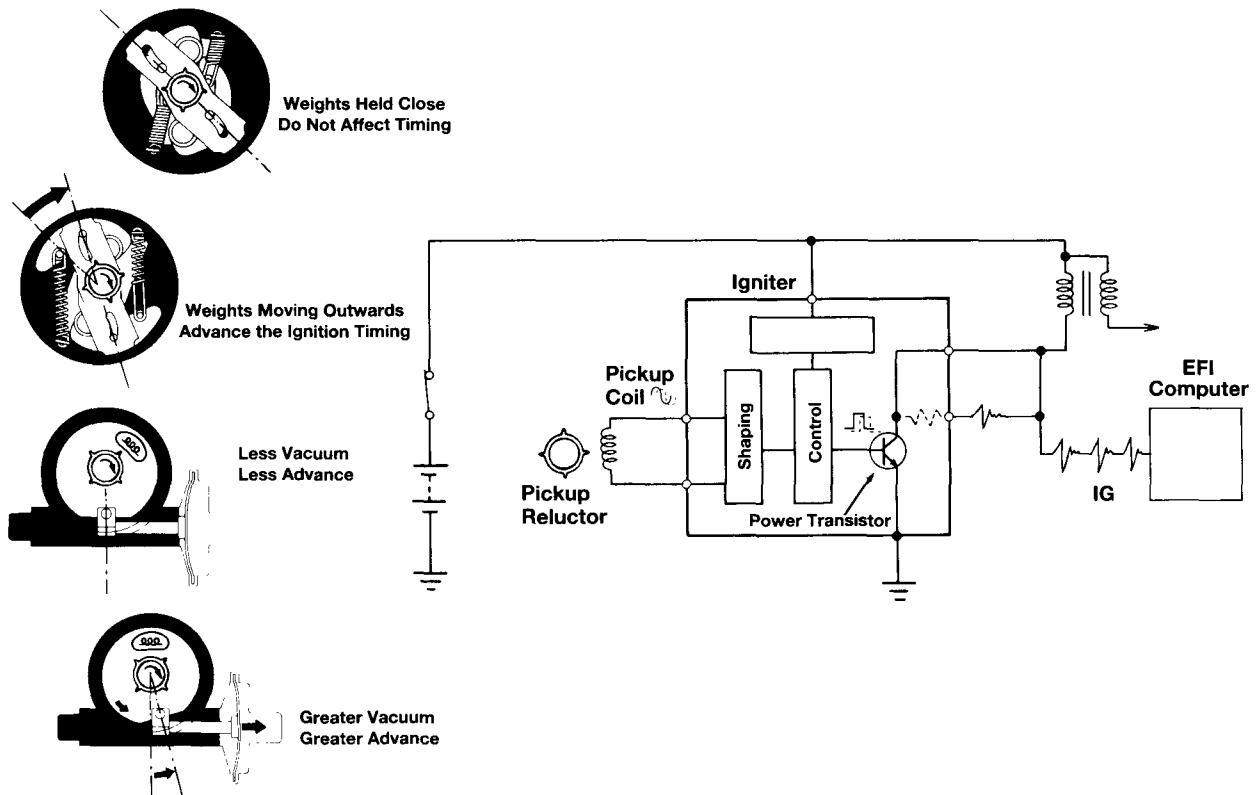 Weights Held Close
Do Not Affect Timing
Weights Moving Outwards
Advance the Ignition Timing
Less Vacuum
Less Advance
Greater Vacuum
Greater Advance
Igniter
Pickup
Coil
Pickup
Reluctor
Shaping
Control
Power Transistor
EFI
Computer
IG